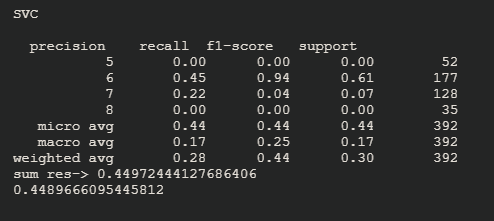 SVC
precision recall f1-score support
5 0.00 0.00 0.00 52
6 0.45 0.94 0.61 177
7 0.22 0.04 0.07 128
8 0.00 0.00 0.00 35
micro avg 0.44 0.44 0.44 392
macro avg 0.17 0.25 0.17 392
weighted avg 0.28 0.44 0.30 392
sum res-> 0.44972444127686406
0.4489666095445812